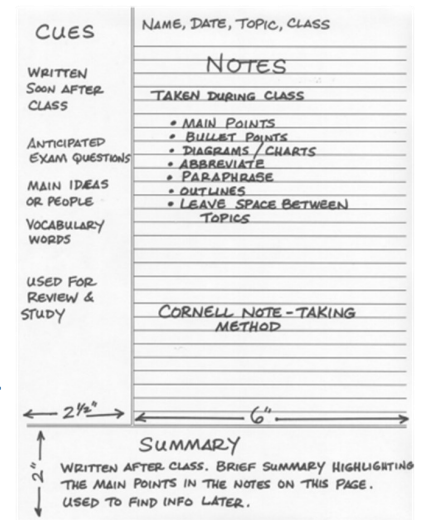 CUES
WRITTEN
SOON AFTER
CLASS
ANTICIPATED
EXAM QUESTIONS
MAIN IDEAS
OR PEOPLE
VOCABULARY
WORDS
USED FOR
REVIEW &
STUDY
2 1/2"
NAME, DATE, TOPIC, CLASS
NOTES
TAKEN DURING CLASS
• MAIN POINTS
• BULLET POINTS
• DIAGRAMS / CHARTS
• ABBREVIATE
• PARAPHRASE
• OUTLINES
• LEAVE SPACE BETWEEN
TOPICS
CORNELL NOTE-TAKING
METHOD
6"
2"
SUMMARY
WRITTEN AFTER CLASS. BRIEF SUMMARY HIGHLIGHTING
THE MAIN POINTS IN THE NOTES ON THIS PAGE.
USED TO FIND INFO LATER.